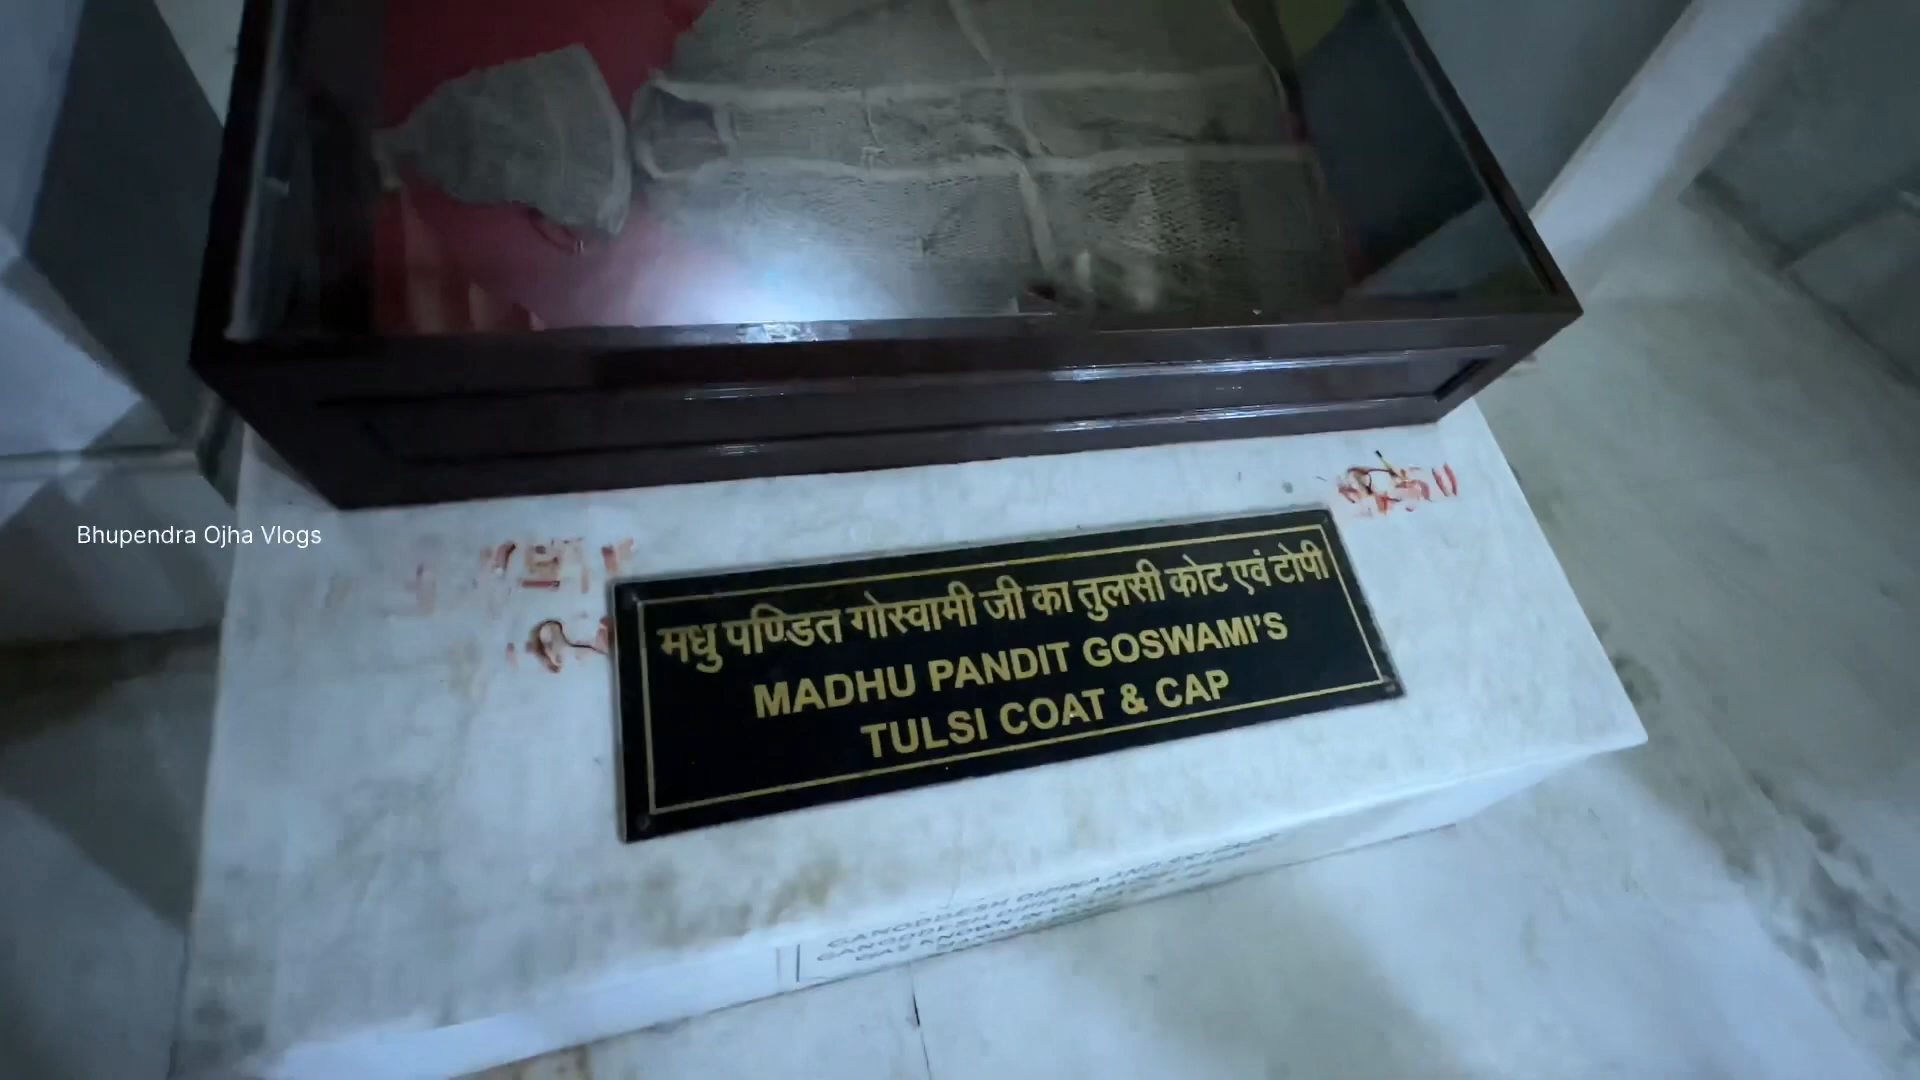 Bhupendra Ojha Vlogs
मधु पण्डित गोस्वामी जी का तुलसी कोट एवं टोपी
MADHU PANDIT GOSWAMI'S
TULSI COAT & CAP